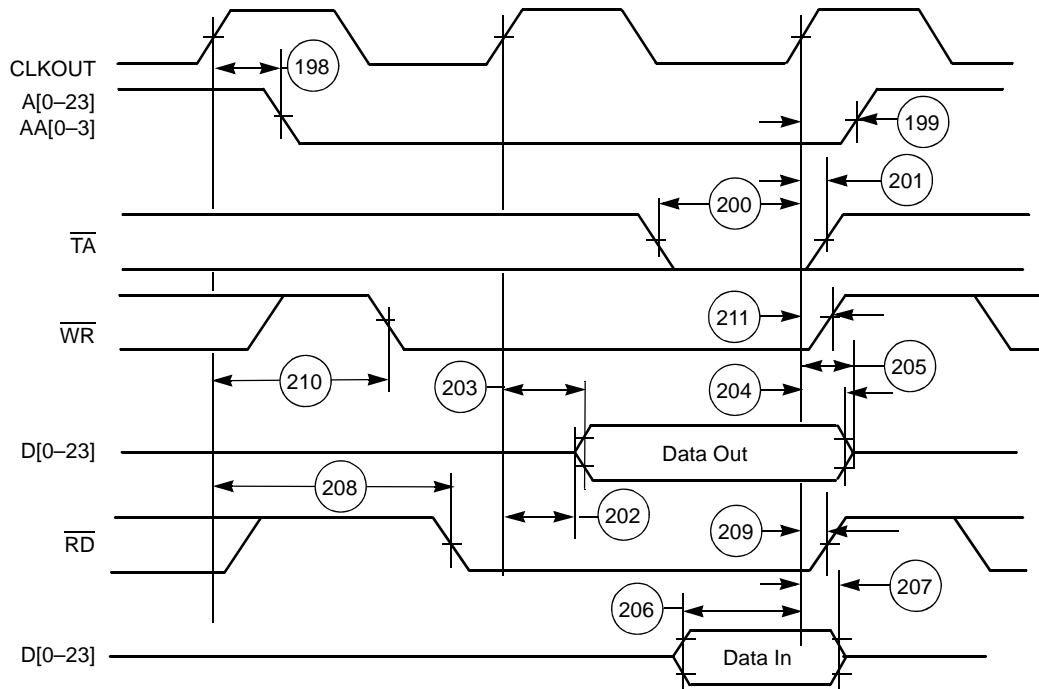 CLKOUT
198
A[0–23]
AA[0–3]
199
201
200
TA
WR
211
210
203
204
205
D[0–23]
Data Out
208
202
209
RD
206
207
D[0–23]
Data In